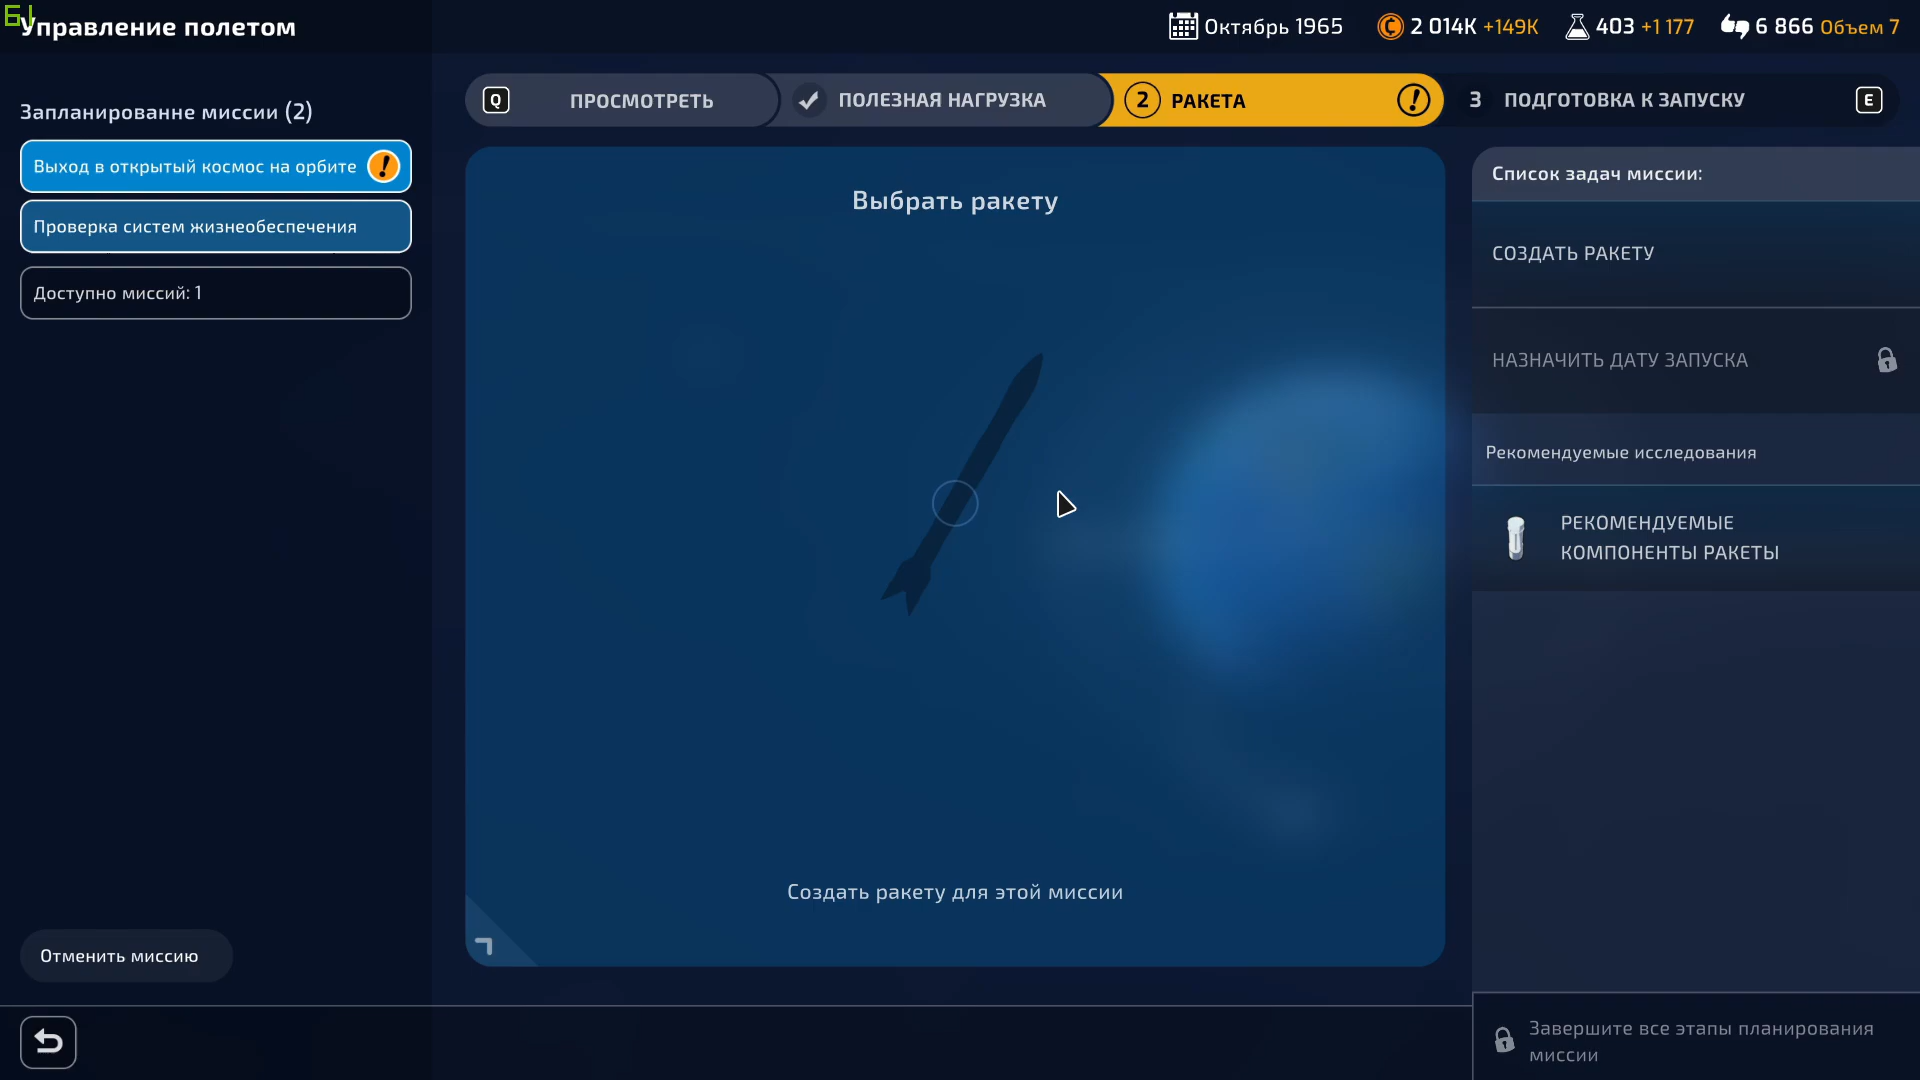 61
Управление полетом
Октябрь 1965
2 014K +149K
403 +1 177
6 866 Объем 7
Запланированне миссии (2)
Выход в открытый космос на орбите
Проверка систем жизнеобеспечения
Доступно миссий: 1
Q ПРОСМОТРЕТЬ
ПОЛЕЗНАЯ НАГРУЗКА
2 РАКЕТА
3 ПОДГОТОВКА К ЗАПУСКУ E
Выбрать ракету
Создать ракету для этой миссии
Список задач миссии:
СОЗДАТЬ РАКЕТУ
НАЗНАЧИТЬ ДАТУ ЗАПУСКА
Рекомендуемые исследования
РЕКОМЕНДУЕМЫЕ
КОМПОНЕНТЫ РАКЕТЫ
Отменить миссию
Завершите все этапы планирования
миссии